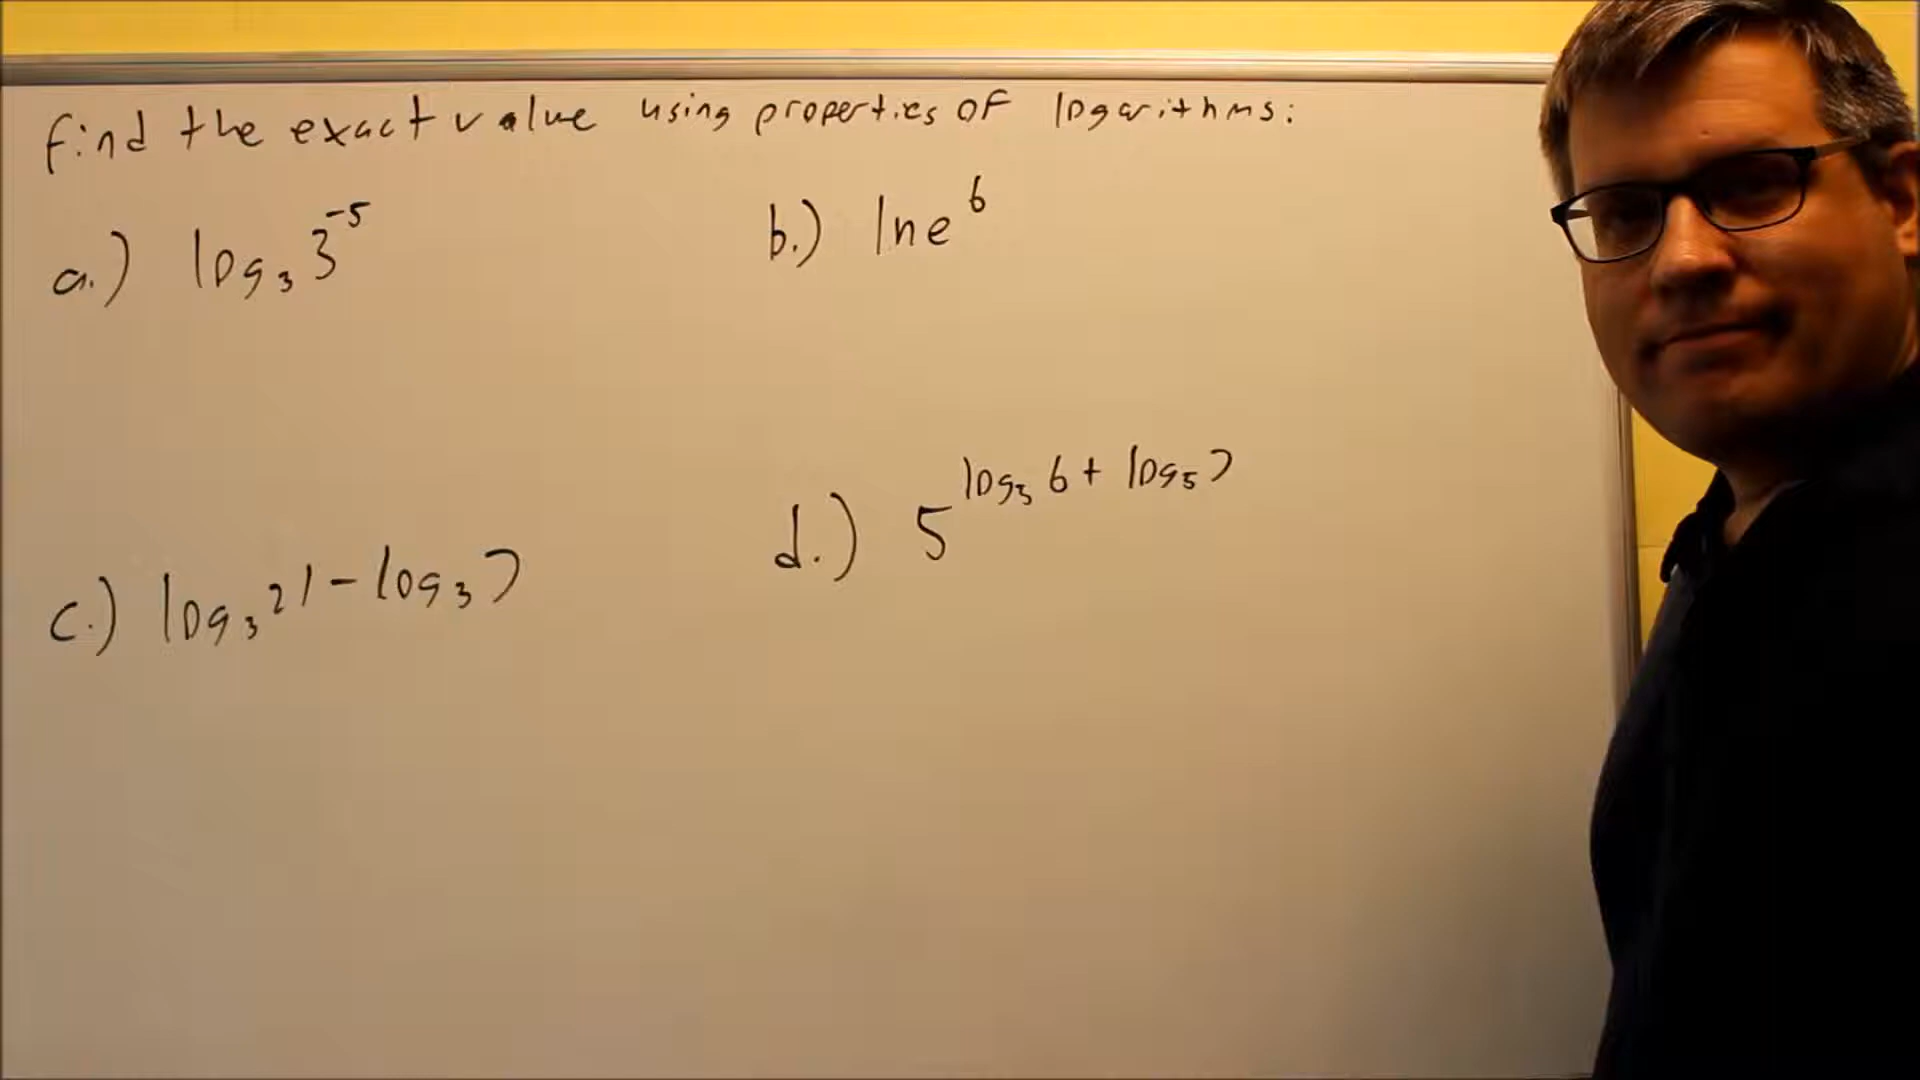 Find the exact value using properties of logarithms:
a.) log₃ 3⁻⁵
b.) ln e⁶
c.) log₃ 21 - log₃ 7
d.) 5^(log₅ 6 + log₅ 7)